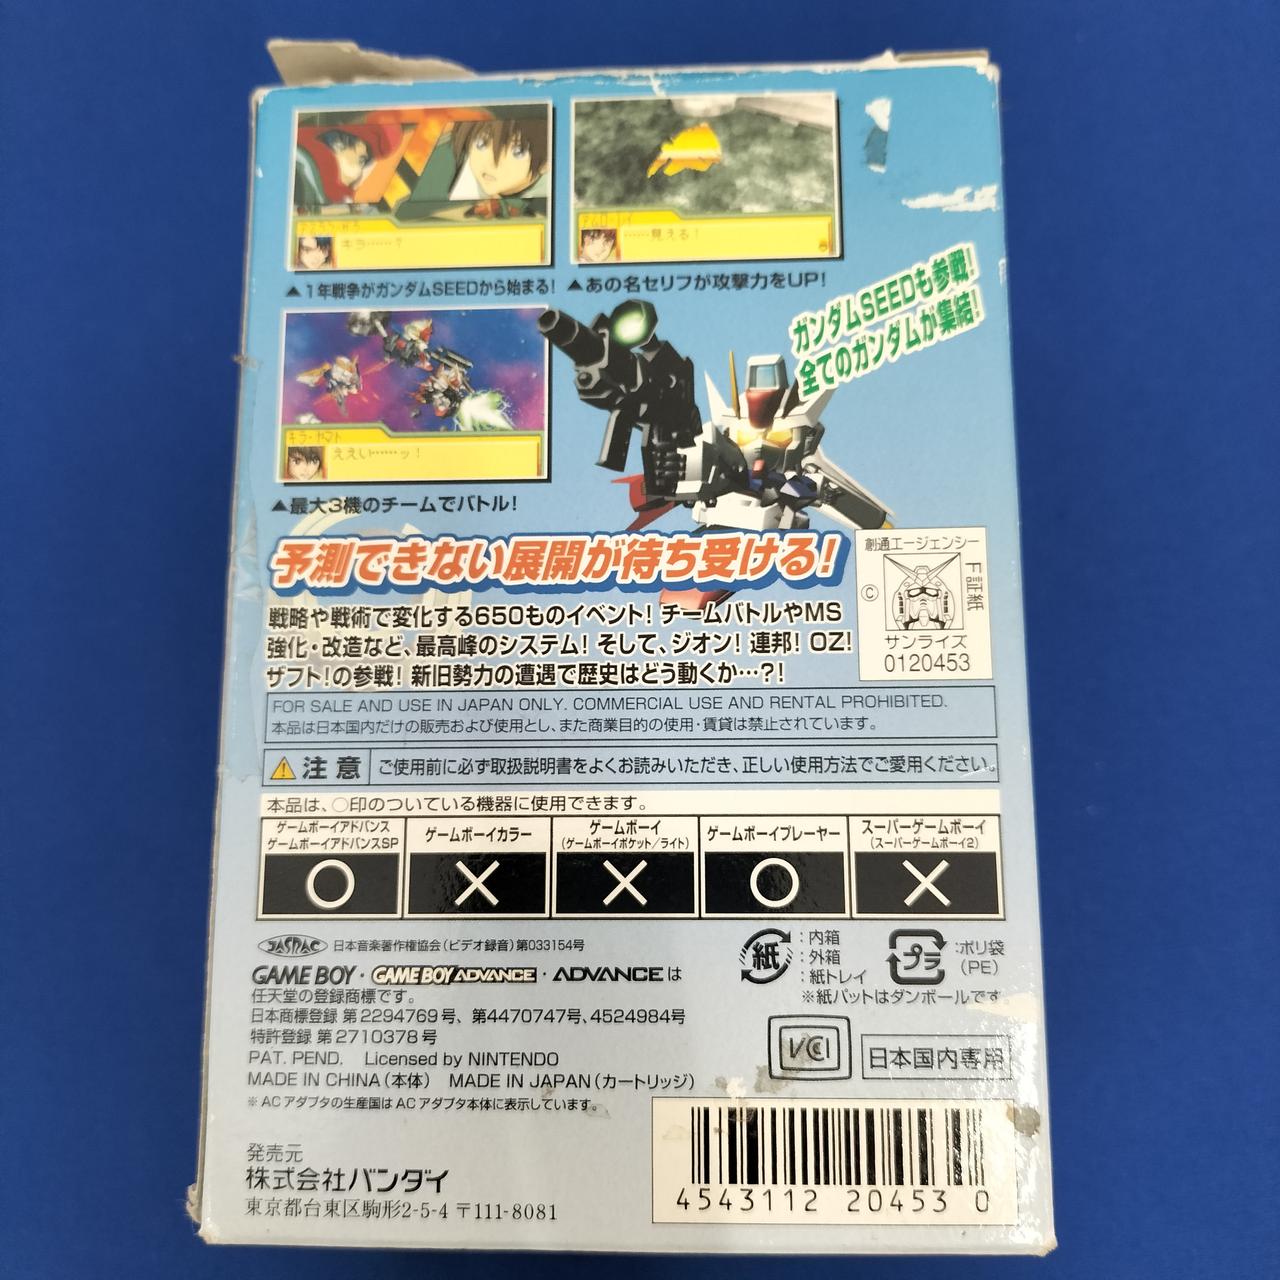 アスラン・ザラ
キラ……?
アムロ・レイ
……見える!
▲1年戦争がガンダムSEEDから始まる!
▲あの名セリフが攻撃力をUP!
ガンダムSEEDも参戦!
全てのガンダムが集結!
キラ・ヤマト
ええい……ッ!
▲最大3機のチームでバトル!
予測できない展開が待ち受ける!
創通エージェンシー
©
F証紙
サンライズ
0120453
戦略や戦術で変化する650ものイベント! チームバトルやMS
強化・改造など、最高峰のシステム! そして、ジオン! 連邦! OZ!
ザフト!の参戦! 新旧勢力の遭遇で歴史はどう動くか…?!
FOR SALE AND USE IN JAPAN ONLY. COMMERCIAL USE AND RENTAL PROHIBITED.
本品は日本国内だけの販売および使用とし、また商業目的の使用・賃貸は禁止されています。
注意 ご使用前に必ず取扱説明書をよくお読みいただき、正しい使用方法でご愛用ください。
本品は、○印のついている機器に使用できます。
ゲームボーイアドバンス
ゲームボーイアドバンスSP
ゲームボーイカラー
ゲームボーイ
(ゲームボーイポケット/ライト)
ゲームボーイプレーヤー
スーパーゲームボーイ
(スーパーゲームボーイ2)
○ × × ○ ×
JASRAC 日本音楽著作権協会(ビデオ録音)第033154号
GAME BOY・GAME BOY ADVANCE・ADVANCEは
任天堂の登録商標です。
日本商標登録 第2294769号、第4470747号、4524984号
特許登録 第2710378号
PAT. PEND. Licensed by NINTENDO
MADE IN CHINA(本体) MADE IN JAPAN(カートリッジ)
※ACアダプタの生産国はACアダプタ本体に表示しています。
紙
:内箱
:外箱
:紙トレイ
プラ
:ポリ袋
(PE)
※紙パットはダンボールです。
VCCI
日本国内専用
発売元
株式会社バンダイ
東京都台東区駒形2-5-4 〒111-8081
4543112 20453 0